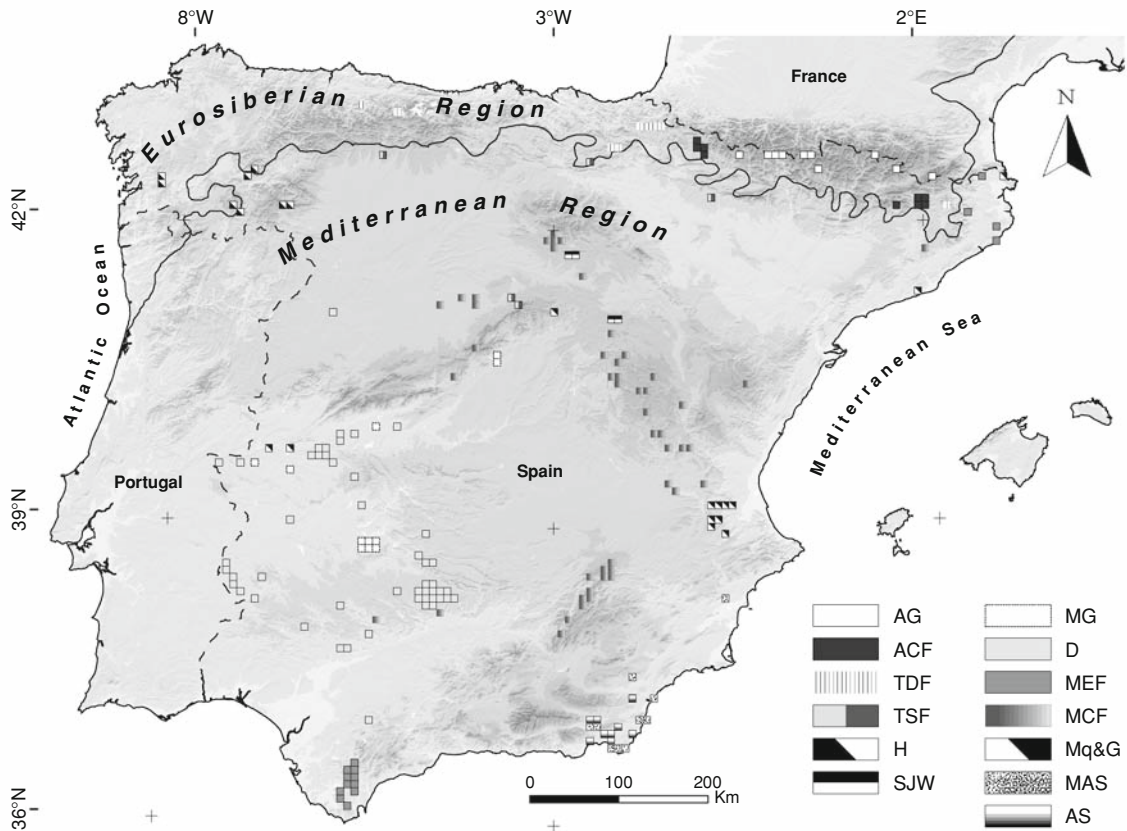 8°W 3°W 2°E
France
N
Eurosiberian Region
42°N
Mediterranean Region
Atlantic Ocean
Mediterranean Sea
Portugal
Spain
39°N
AG MG
ACF D
TDF MEF
TSF MCF
H Mq&G
SJW MAS
AS
0 100 200
Km
36°N